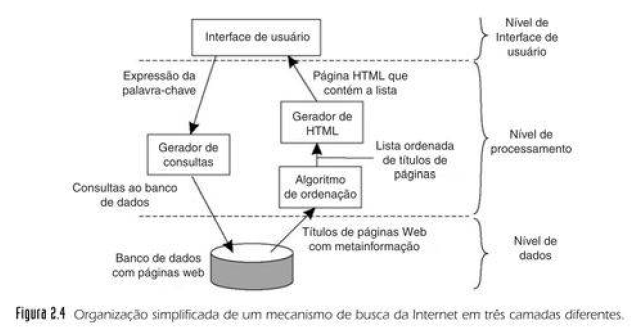 Interface de usuário
Nível de
Interface de
usuário
Expressão da
palavra-chave
Página HTML que
contém a lista
Gerador de
HTML
Gerador de
consultas
Lista ordenada
de títulos de
páginas
Nível de
processamento
Algoritmo
de ordenação
Consultas ao banco
de dados
Títulos de páginas Web
com metainformação
Banco de dados
com páginas web
Nível de
dados
Figura 2.4 Organização simplificada de um mecanismo de busca da Internet em três camadas diferentes.